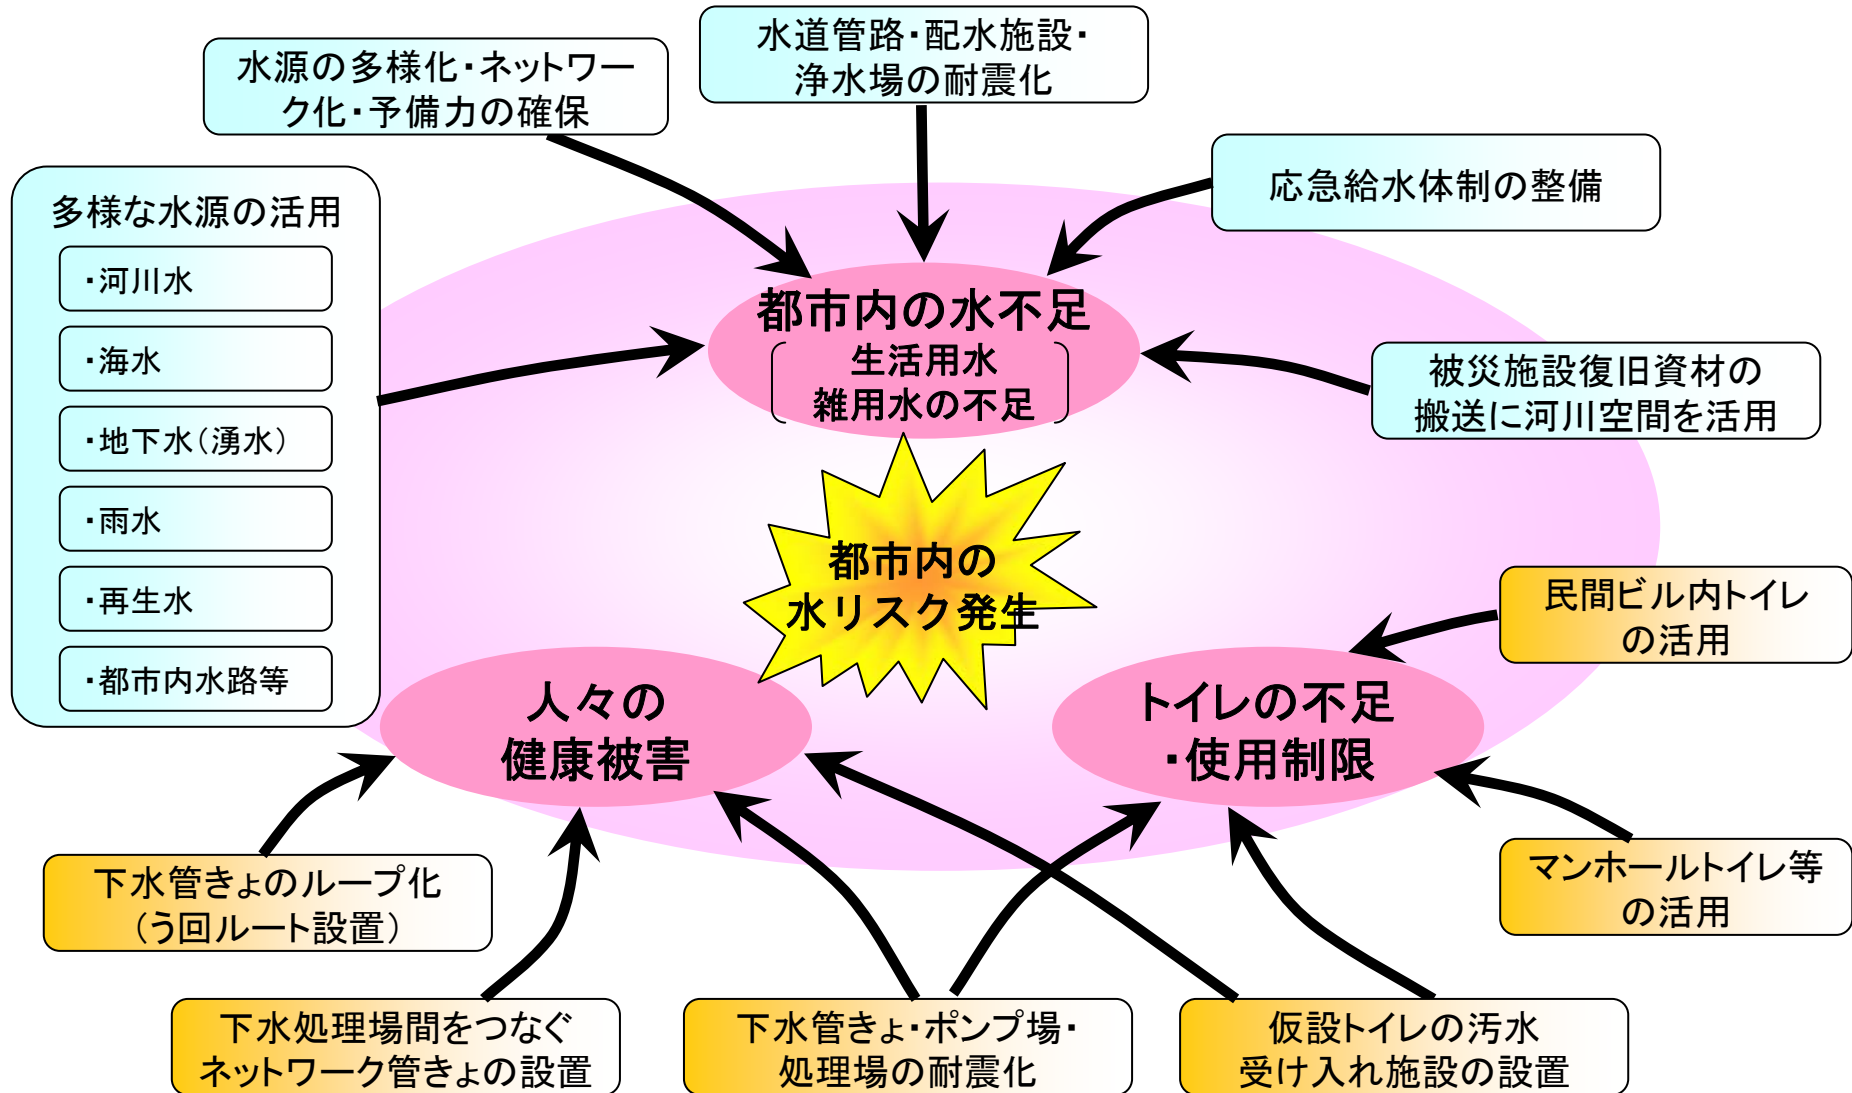 水道管路・配水施設・
浄水場の耐震化
水源の多様化・ネットワー
ク化・予備力の確保
応急給水体制の整備
多様な水源の活用
・河川水
・海水
・地下水（湧水）
・雨水
・再生水
・都市内水路等
都市内の水不足
生活用水
雑用水の不足
被災施設復旧資材の
搬送に河川空間を活用
都市内の
水リスク発生
民間ビル内トイレ
の活用
人々の
健康被害
トイレの不足
・使用制限
下水管きょのループ化
（う回ルート設置）
マンホールトイレ等
の活用
下水処理場間をつなぐ
ネットワーク管きょの設置
下水管きょ・ポンプ場・
処理場の耐震化
仮設トイレの汚水
受け入れ施設の設置